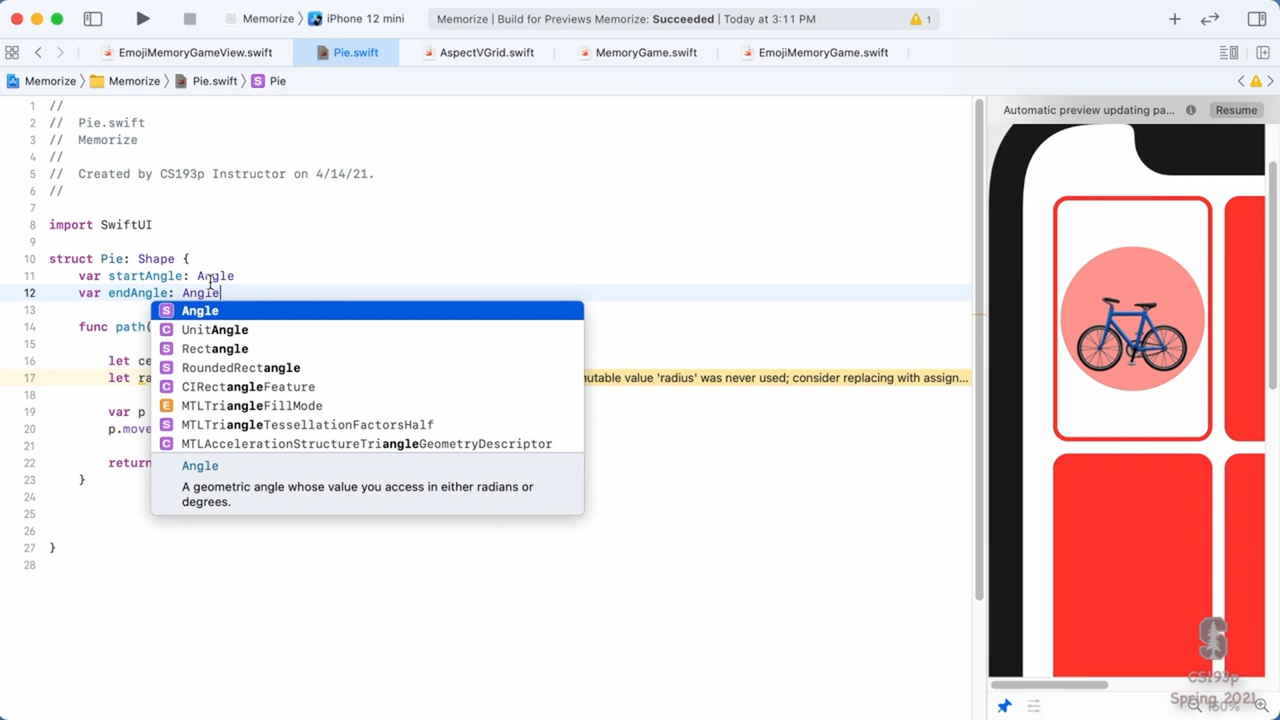 Memorize 〉 iPhone 12 mini
Memorize | Build for Previews Memorize: Succeeded | Today at 3:11 PM
1
EmojiMemoryGameView.swift
Pie.swift
AspectVGrid.swift
MemoryGame.swift
EmojiMemoryGame.swift
Memorize 〉 Memorize 〉 Pie.swift 〉 S Pie
Automatic preview updating pa... Resume
1 //
2 //  Pie.swift
3 //  Memorize
4 //
5 //  Created by CS193p Instructor on 4/14/21.
6 //
7
8 import SwiftUI
9
10 struct Pie: Shape {
11 var startAngle: Angle
12 var endAngle: Angle
13
14 func path(
15
16 let ce
17 let ra
utable value 'radius' was never used; consider replacing with assign...
18
19 var p
20 p.move
21
22 return
23 }
24
25
26
27 }
28
S Angle
C UnitAngle
S Rectangle
S RoundedRectangle
C CIRectangleFeature
E MTLTriangleFillMode
S MTLTriangleTessellationFactorsHalf
C MTLAccelerationStructureTriangleGeometryDescriptor
Angle
A geometric angle whose value you access in either radians or
degrees.
S
CS193p
Spring 2021